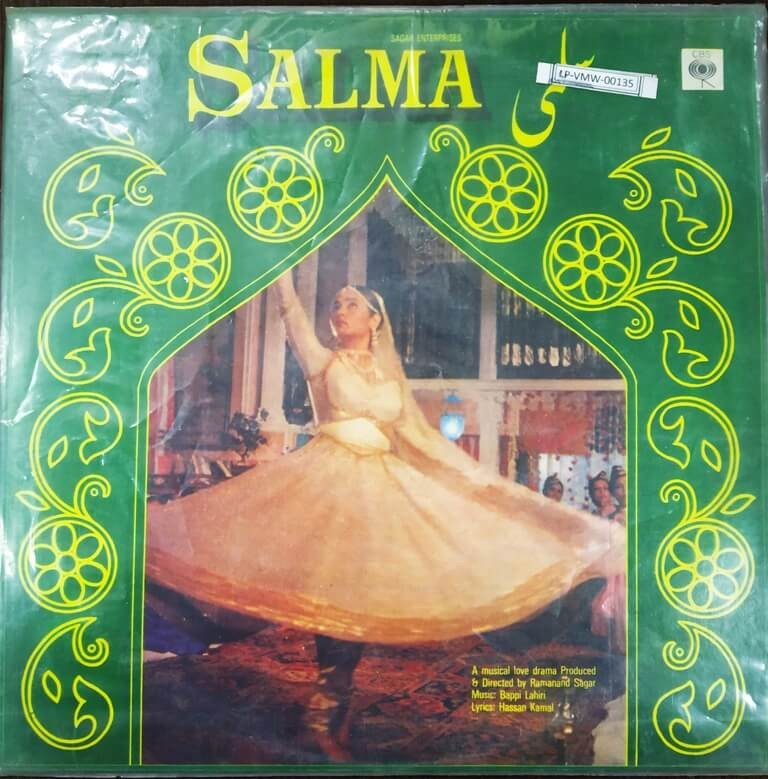 SAGAR ENTERPRISES
SALMA
سلمیٰ
LP-VMW-00135
CBS
A musical love drama Produced
& Directed by Ramanand Sagar
Music: Bappi Lahiri
Lyrics: Hassan Kamal